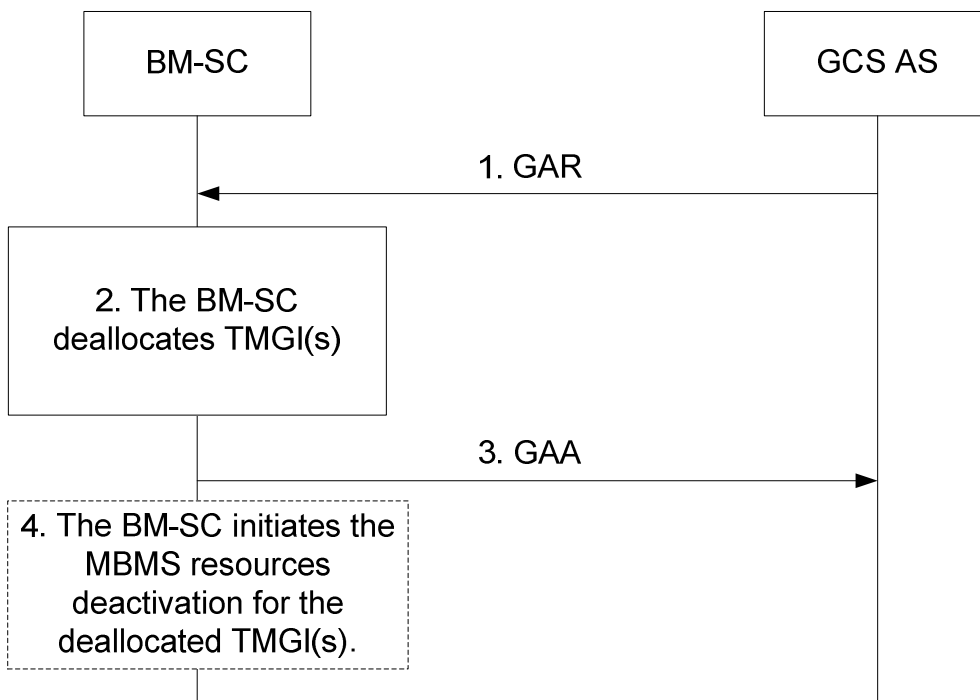 BM-SC
GCS AS
1. GAR
2. The BM-SC
deallocates TMGI(s)
3. GAA
4. The BM-SC initiates the
MBMS resources
deactivation for the
deallocated TMGI(s).